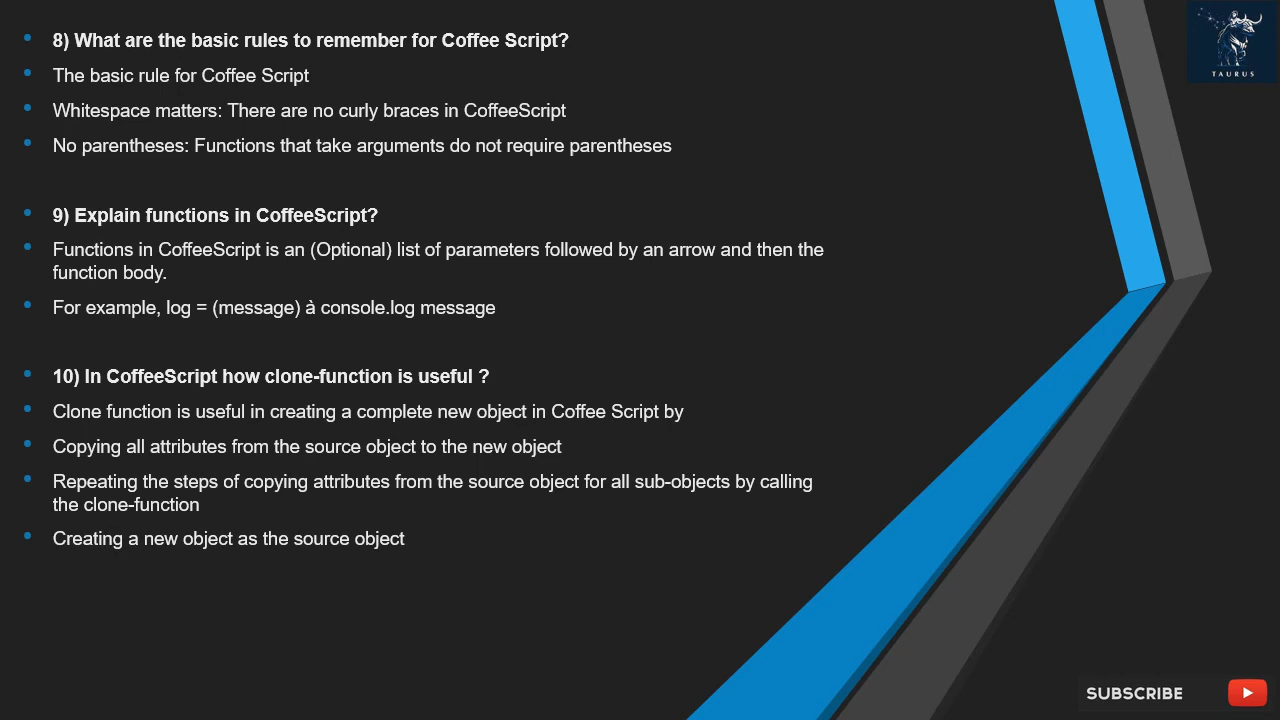 8) What are the basic rules to remember for Coffee Script?
The basic rule for Coffee Script
Whitespace matters: There are no curly braces in CoffeeScript
No parentheses: Functions that take arguments do not require parentheses
9) Explain functions in CoffeeScript?
Functions in CoffeeScript is an (Optional) list of parameters followed by an arrow and then the
function body.
For example, log = (message) à console.log message
10) In CoffeeScript how clone-function is useful ?
Clone function is useful in creating a complete new object in Coffee Script by
Copying all attributes from the source object to the new object
Repeating the steps of copying attributes from the source object for all sub-objects by calling
the clone-function
Creating a new object as the source object
TAURUS
SUBSCRIBE